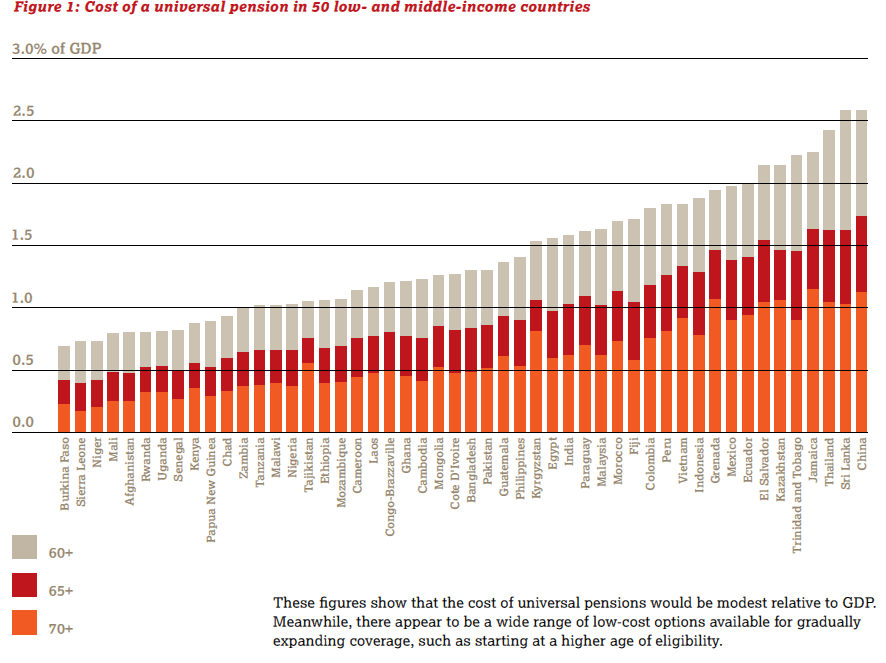 Figure 1: Cost of a universal pension in 50 low- and middle-income countries
3.0% of GDP
2.5
2.0
1.5
1.0
0.5
0.0
Burkina Paso
Sierra Leone
Niger
Mali
Afghanistan
Rwanda
Uganda
Senegal
Kenya
Papua New Guinea
Chad
Zambia
Tanzania
Malawi
Nigeria
Tajikistan
Ethiopia
Mozambique
Cameroon
Laos
Congo-Brazzaville
Ghana
Cambodia
Mongolia
Cote D'Ivoire
Bangladesh
Pakistan
Guatemala
Philippines
Kyrgyzstan
Egypt
India
Paraguay
Malaysia
Morocco
Fiji
Colombia
Peru
Vietnam
Indonesia
Grenada
Mexico
Ecuador
El Salvador
Kazakhstan
Trinidad and Tobago
Jamaica
Thailand
Sri Lanka
China
60+
65+
70+
These figures show that the cost of universal pensions would be modest relative to GDP.
Meanwhile, there appear to be a wide range of low-cost options available for gradually
expanding coverage, such as starting at a higher age of eligibility.